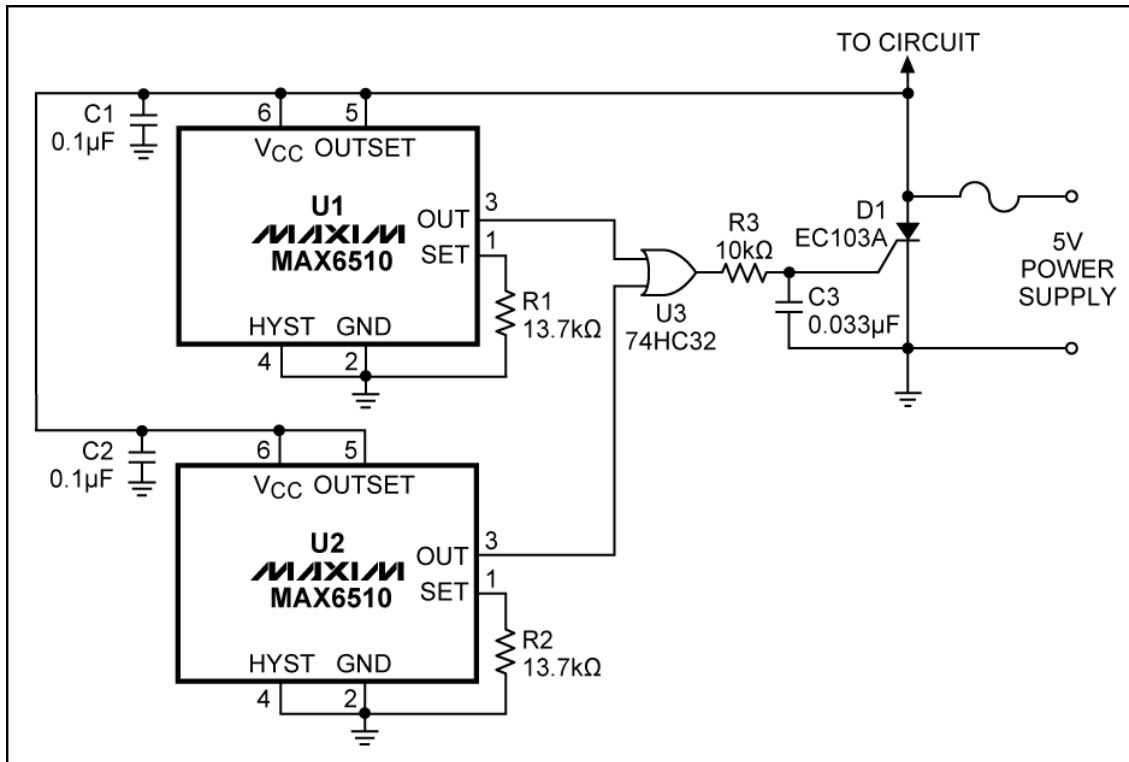 TO CIRCUIT
C1
0.1µF
6
5
VCC OUTSET
U1
MAXIM
MAX6510
OUT
3
SET
1
R1
13.7kΩ
HYST
GND
4
2
U3
74HC32
R3
10kΩ
C3
0.033µF
D1
EC103A
5V
POWER
SUPPLY
C2
0.1µF
6
5
VCC OUTSET
U2
MAXIM
MAX6510
OUT
3
SET
1
R2
13.7kΩ
HYST
GND
4
2